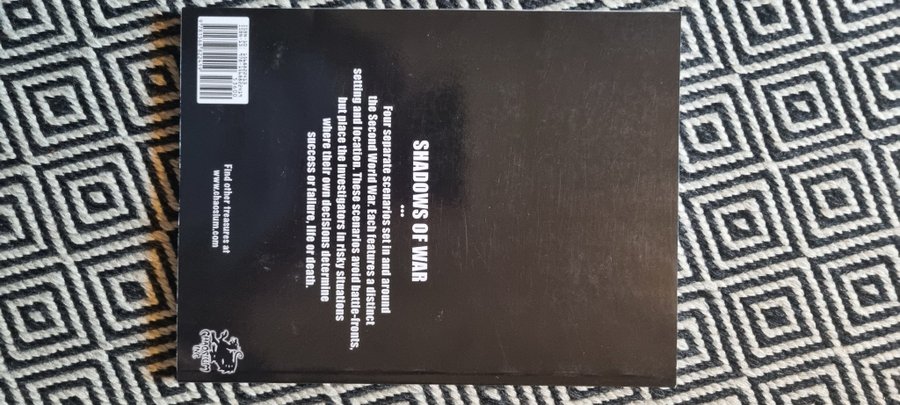 SHADOWS OF WAR
•••
Four separate scenarios set in and around
the Second World War. Each features a distinct
setting and location. These scenarios avoid battle-fronts,
but place the investigators in risky situations
where their own decisions determine
success or failure, life or death.
Find other treasures at
www.chaosium.com